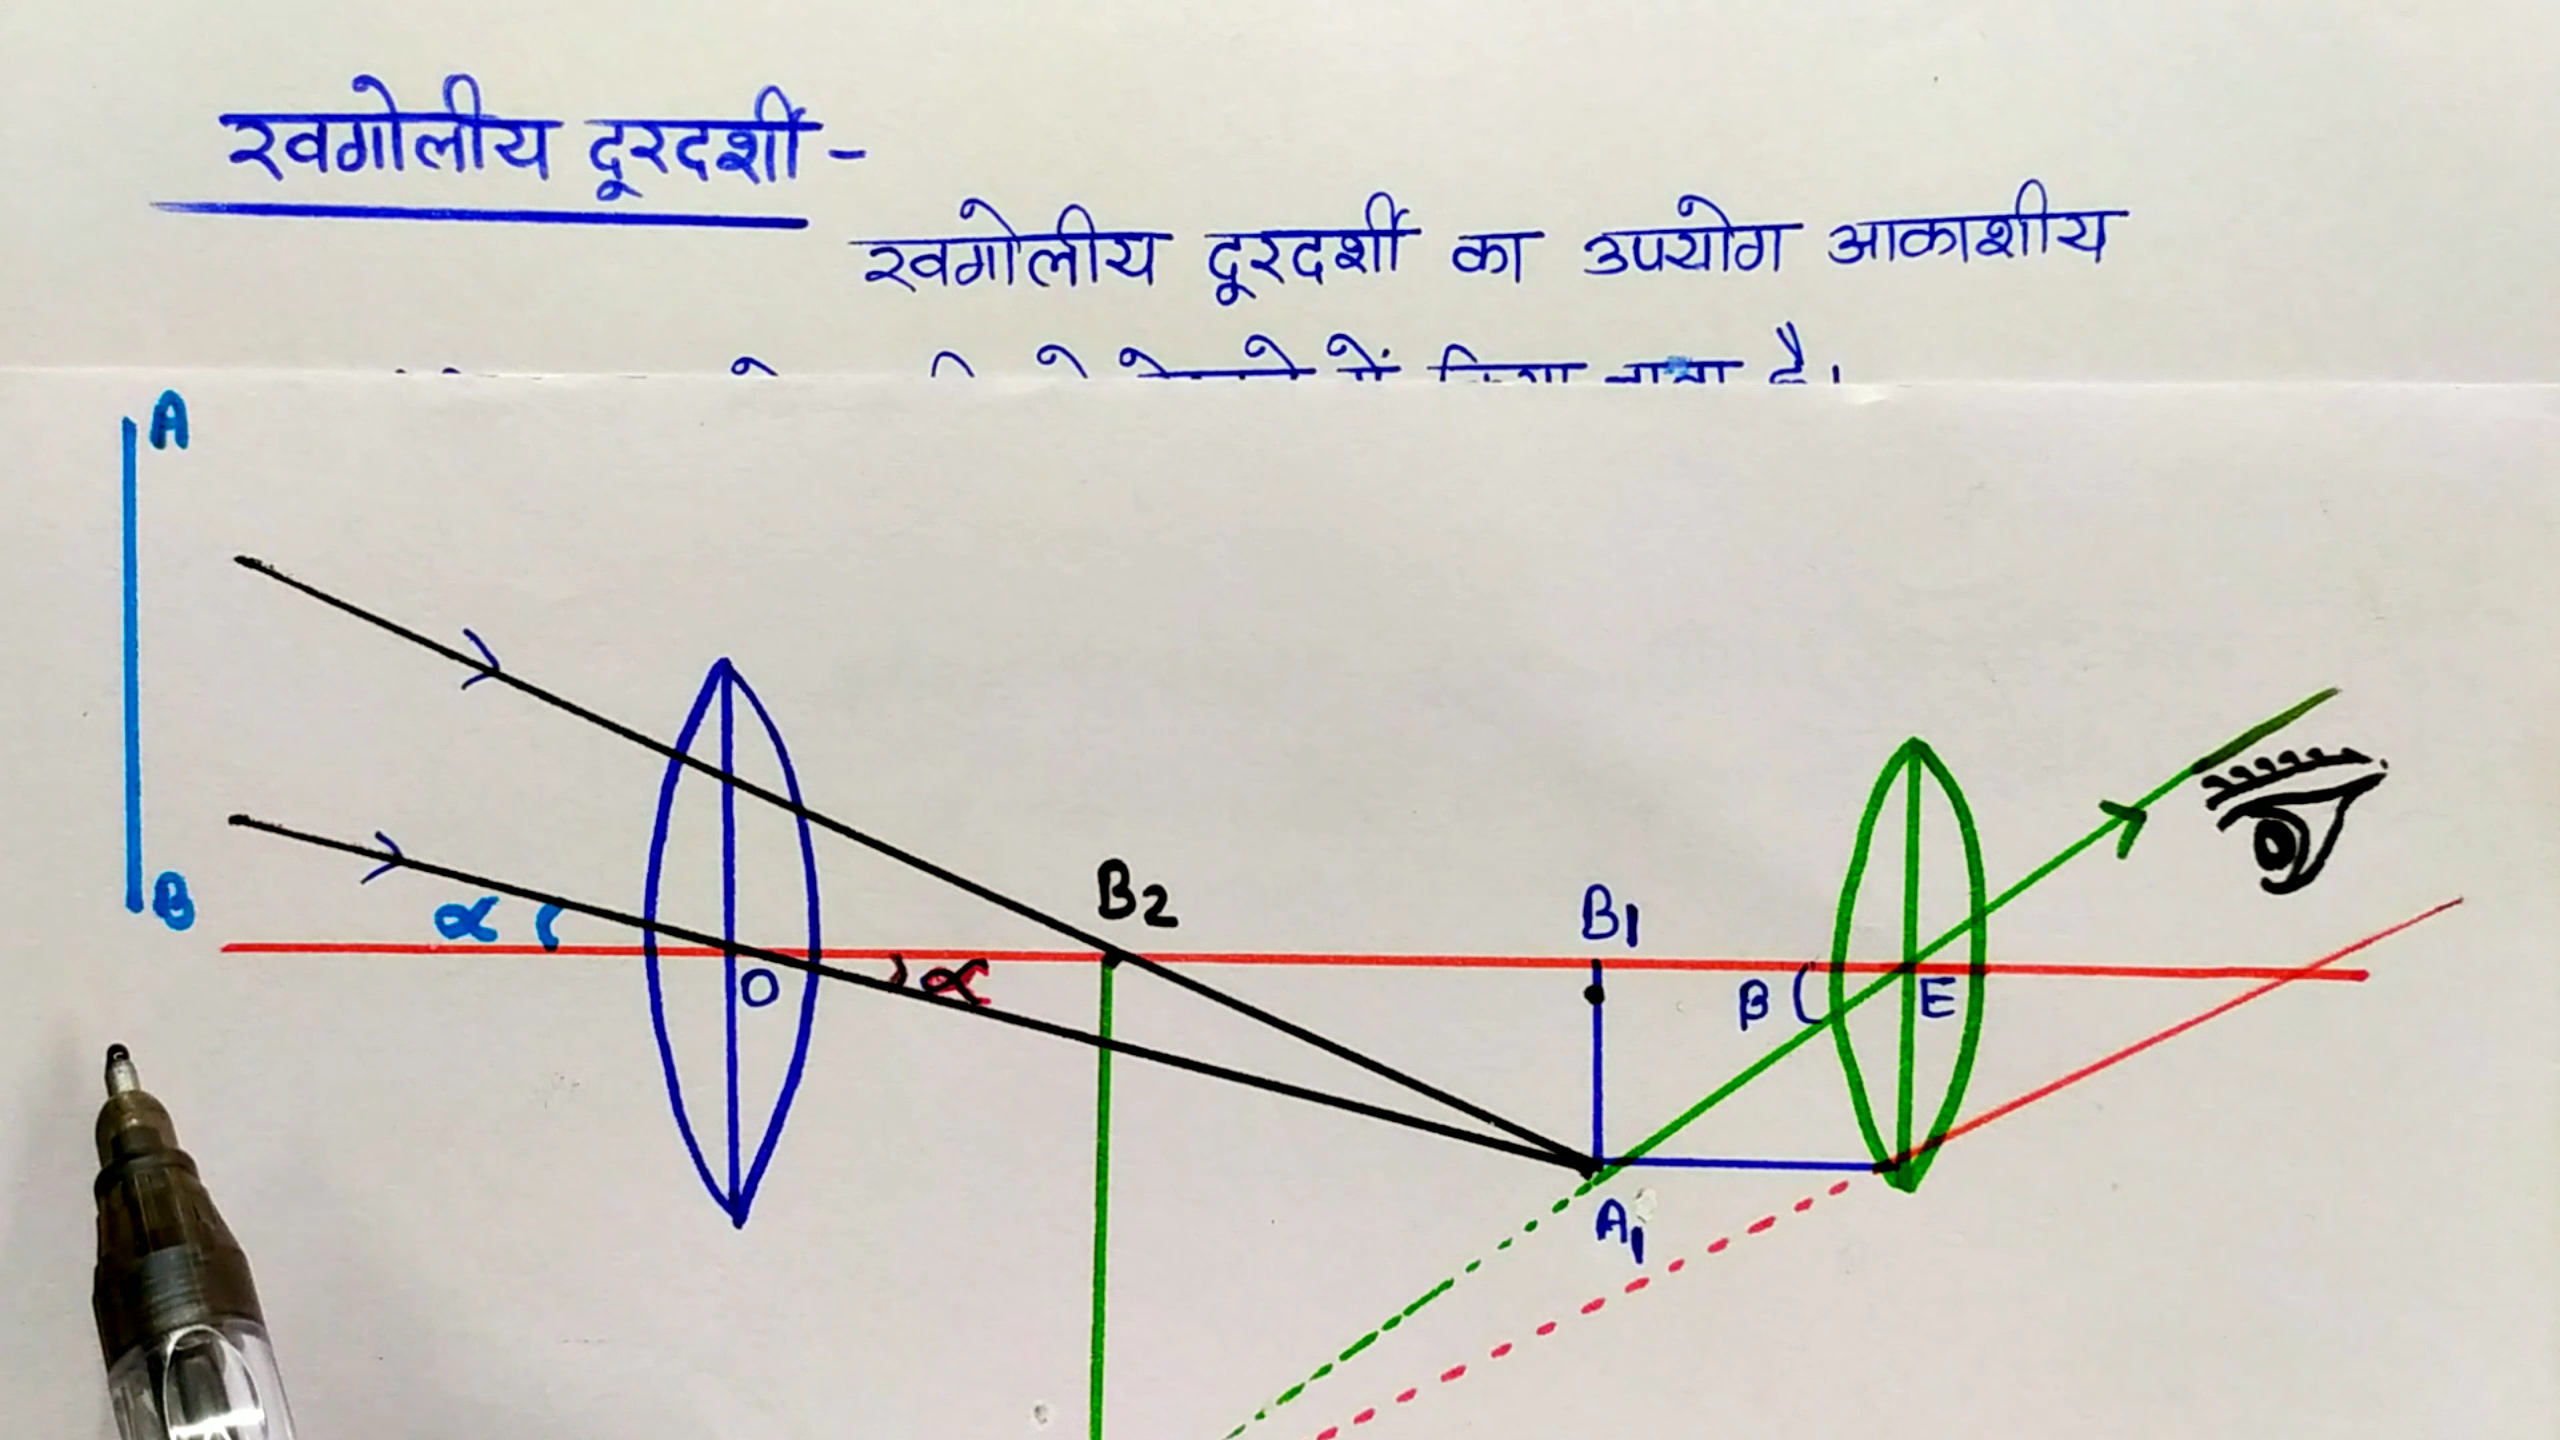 खगोलीय दूरदर्शी -
खगोलीय दूरदर्शी का उपयोग आकाशीय
में किया जाता है।
A
B
α
O
α
B2
B1
β
E
A1